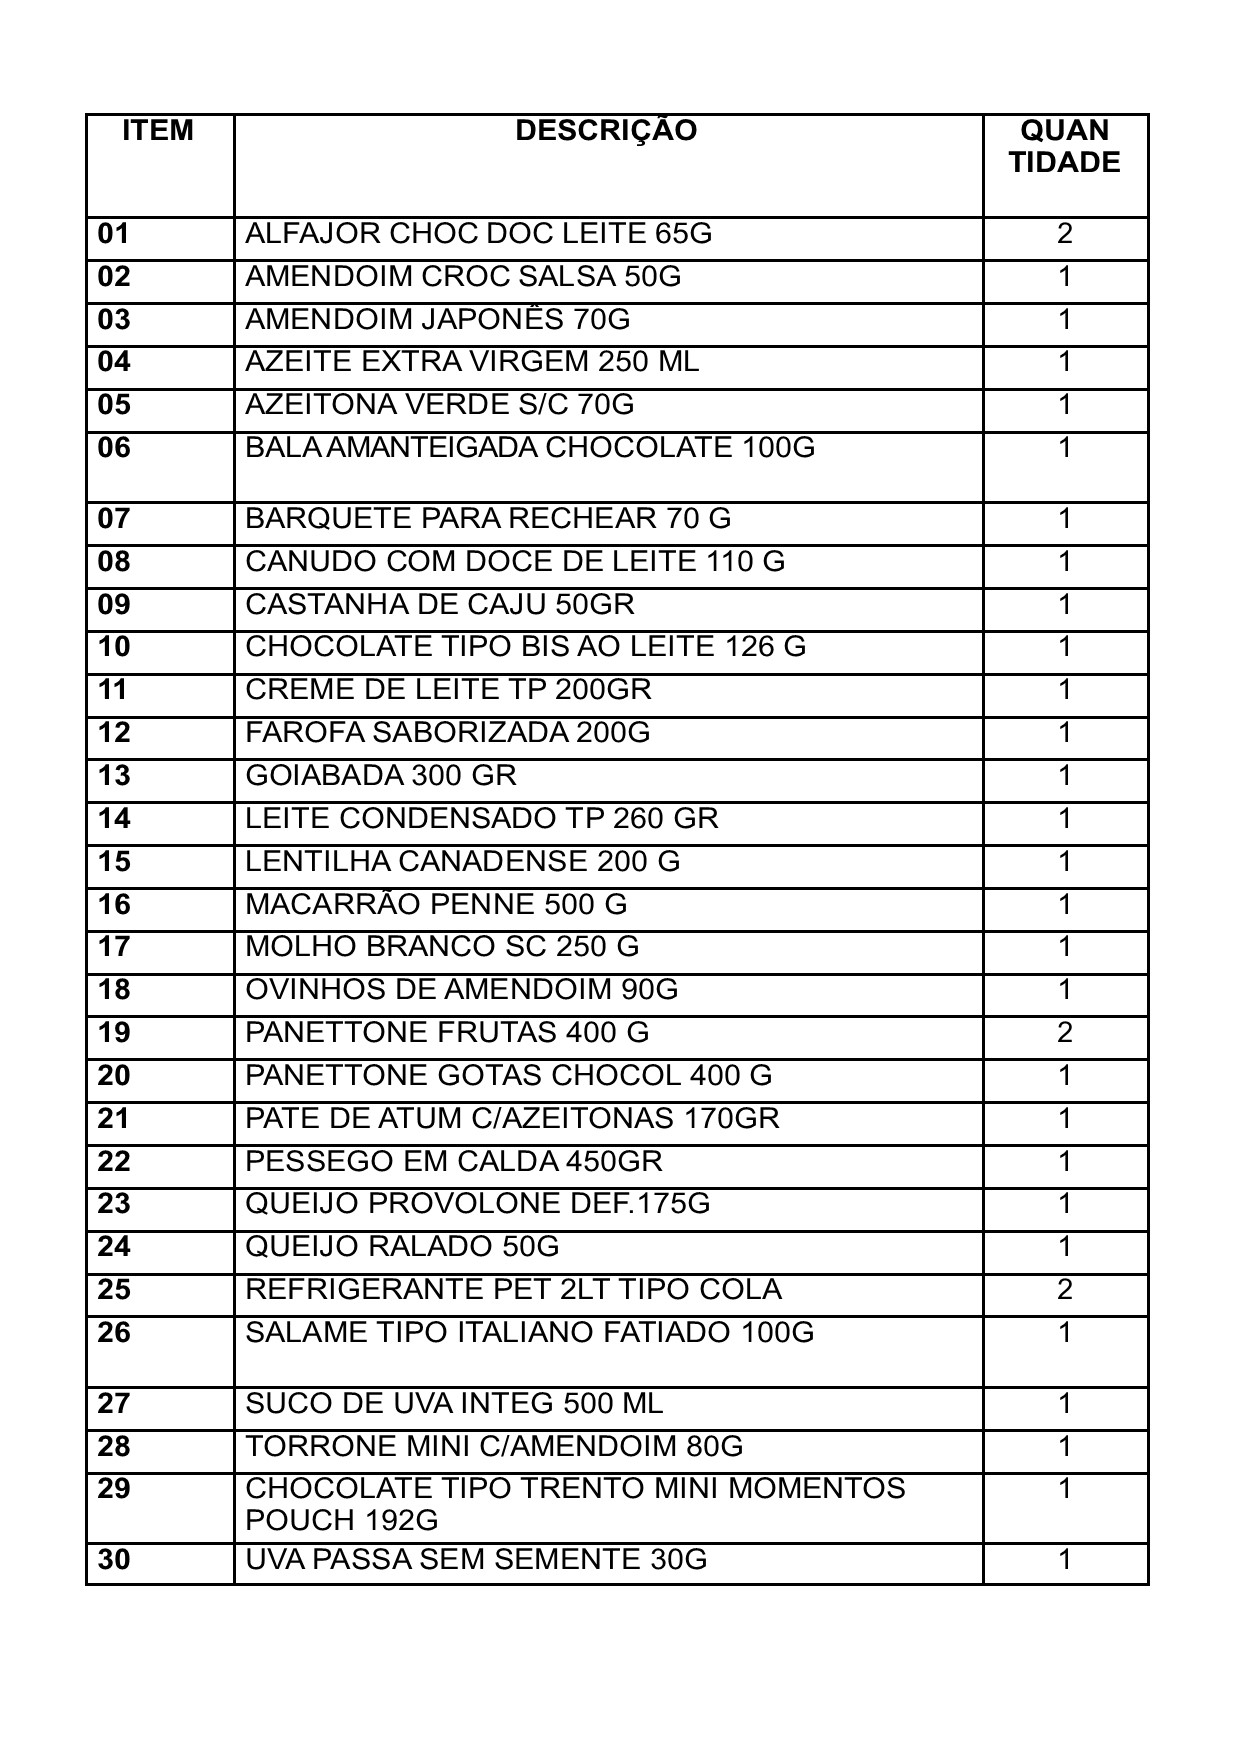 ITEM DESCRIÇÃO QUAN
TIDADE
01 ALFAJOR CHOC DOC LEITE 65G 2
02 AMENDOIM CROC SALSA 50G 1
03 AMENDOIM JAPONÊS 70G 1
04 AZEITE EXTRA VIRGEM 250 ML 1
05 AZEITONA VERDE S/C 70G 1
06 BALA AMANTEIGADA CHOCOLATE 100G 1
07 BARQUETE PARA RECHEAR 70 G 1
08 CANUDO COM DOCE DE LEITE 110 G 1
09 CASTANHA DE CAJU 50GR 1
10 CHOCOLATE TIPO BIS AO LEITE 126 G 1
11 CREME DE LEITE TP 200GR 1
12 FAROFA SABORIZADA 200G 1
13 GOIABADA 300 GR 1
14 LEITE CONDENSADO TP 260 GR 1
15 LENTILHA CANADENSE 200 G 1
16 MACARRÃO PENNE 500 G 1
17 MOLHO BRANCO SC 250 G 1
18 OVINHOS DE AMENDOIM 90G 1
19 PANETTONE FRUTAS 400 G 2
20 PANETTONE GOTAS CHOCOL 400 G 1
21 PATE DE ATUM C/AZEITONAS 170GR 1
22 PESSEGO EM CALDA 450GR 1
23 QUEIJO PROVOLONE DEF.175G 1
24 QUEIJO RALADO 50G 1
25 REFRIGERANTE PET 2LT TIPO COLA 2
26 SALAME TIPO ITALIANO FATIADO 100G 1
27 SUCO DE UVA INTEG 500 ML 1
28 TORRONE MINI C/AMENDOIM 80G 1
29 CHOCOLATE TIPO TRENTO MINI MOMENTOS 1
POUCH 192G
30 UVA PASSA SEM SEMENTE 30G 1